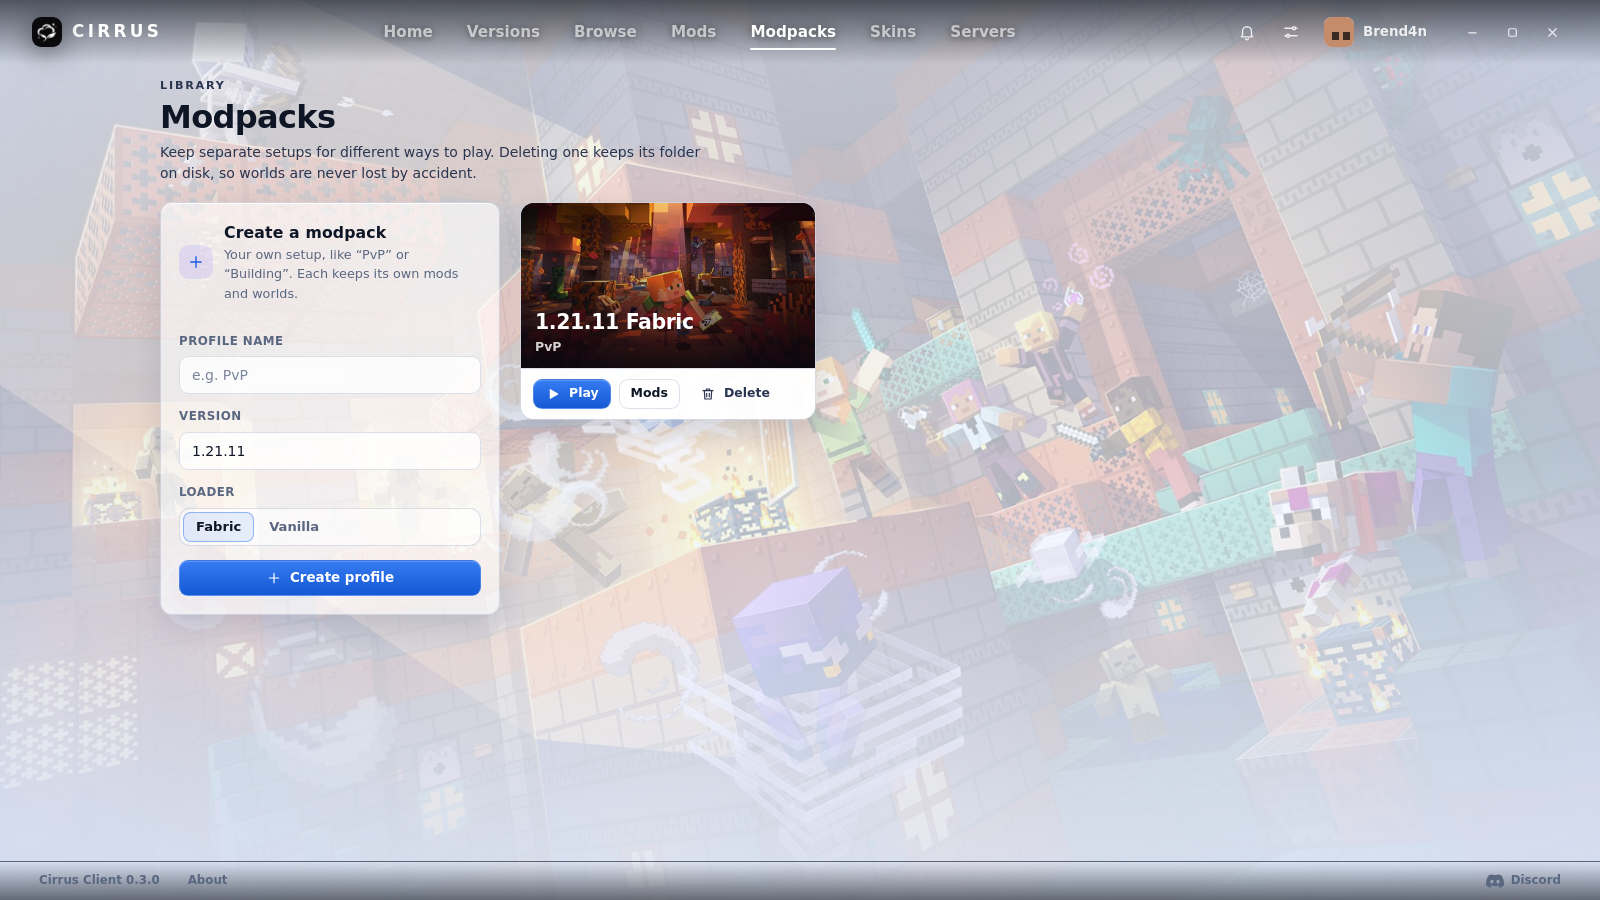 CIRRUS
Home Versions Browse Mods Modpacks Skins Servers
Brend4n
LIBRARY
Modpacks
Keep separate setups for different ways to play. Deleting one keeps its folder
on disk, so worlds are never lost by accident.
Create a modpack
Your own setup, like “PvP” or
“Building”. Each keeps its own mods
and worlds.
PROFILE NAME
e.g. PvP
VERSION
1.21.11
LOADER
Fabric Vanilla
Create profile
1.21.11 Fabric
PvP
Play Mods Delete
Cirrus Client 0.3.0 About
Discord